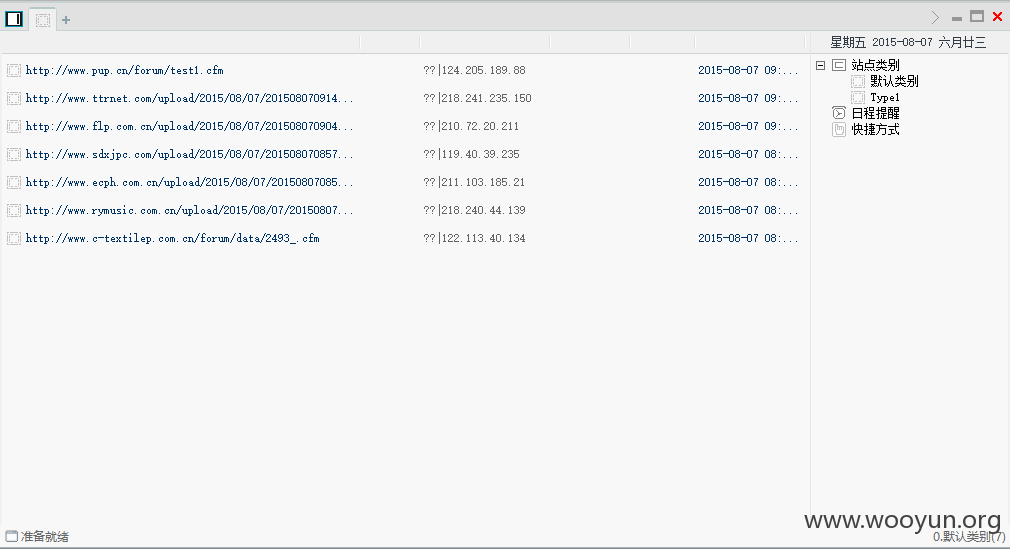 星期五 2015-08-07 六月廿三
http://www.pup.cn/forum/test1.cfm ??|124.205.189.88 2015-08-07 09:...
http://www.ttrnet.com/upload/2015/08/07/201508070914... ??|218.241.235.150 2015-08-07 09:...
http://www.flp.com.cn/upload/2015/08/07/201508070904... ??|210.72.20.211 2015-08-07 09:...
http://www.sdxjpc.com/upload/2015/08/07/201508070857... ??|119.40.39.235 2015-08-07 08:...
http://www.ecph.com.cn/upload/2015/08/07/20150807085... ??|211.103.185.21 2015-08-07 08:...
http://www.rymusic.com.cn/upload/2015/08/07/20150807... ??|218.240.44.139 2015-08-07 08:...
http://www.c-textilep.com.cn/forum/data/2493_.cfm ??|122.113.40.134 2015-08-07 08:...
站点类别
默认类别
Type1
日程提醒
快捷方式
www.wooyun.org
准备就绪
0.默认类别(7)